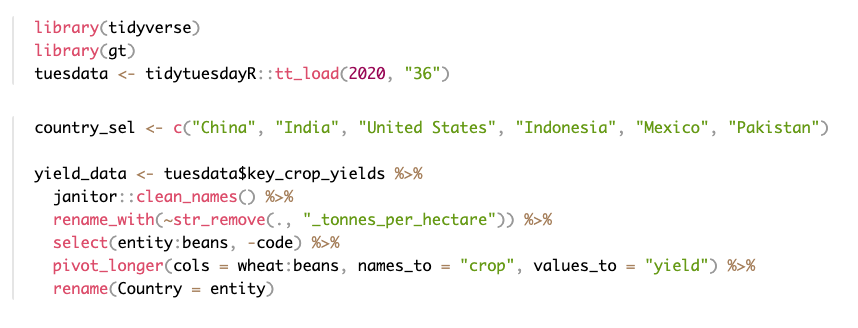 library(tidyverse)
library(gt)
tuesdata <- tidytuesdayR::tt_load(2020, "36")
country_sel <- c("China", "India", "United States", "Indonesia", "Mexico", "Pakistan")
yield_data <- tuesdata$key_crop_yields %>%
  janitor::clean_names() %>%
  rename_with(~str_remove(., "_tonnes_per_hectare")) %>%
  select(entity:beans, -code) %>%
  pivot_longer(cols = wheat:beans, names_to = "crop", values_to = "yield") %>%
  rename(Country = entity)